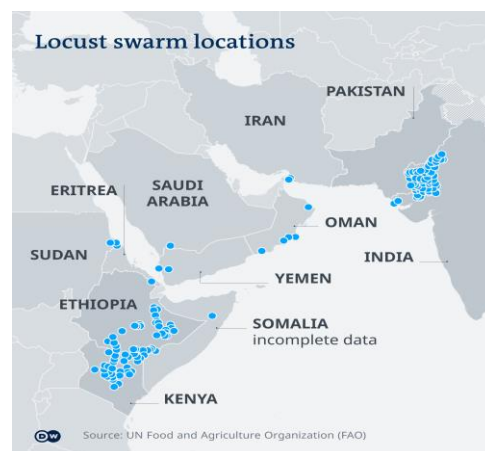 Locust swarm locations
PAKISTAN
IRAN
ERITREA
SAUDI
ARABIA
OMAN
SUDAN
INDIA
YEMEN
ETHIOPIA
SOMALIA
incomplete data
KENYA
DW Source: UN Food and Agriculture Organization (FAO)